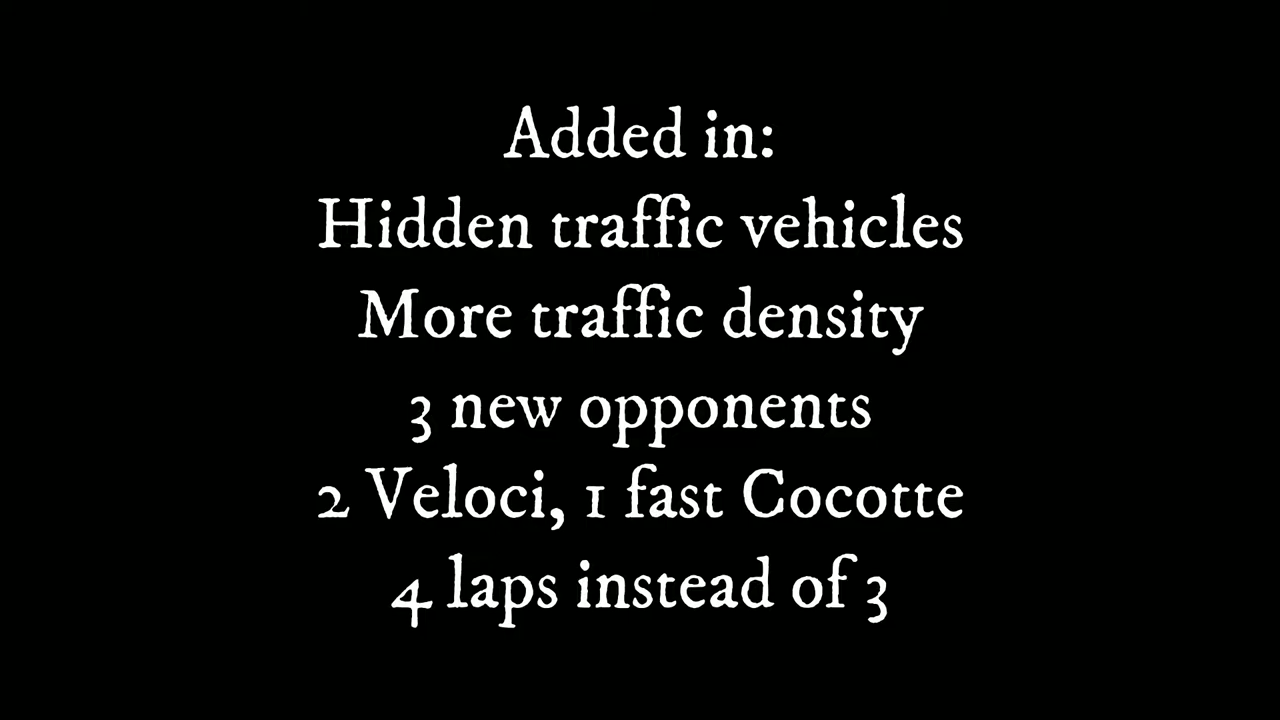 Added in:
Hidden traffic vehicles
More traffic density
3 new opponents
2 Veloci, 1 fast Cocotte
4 laps instead of 3